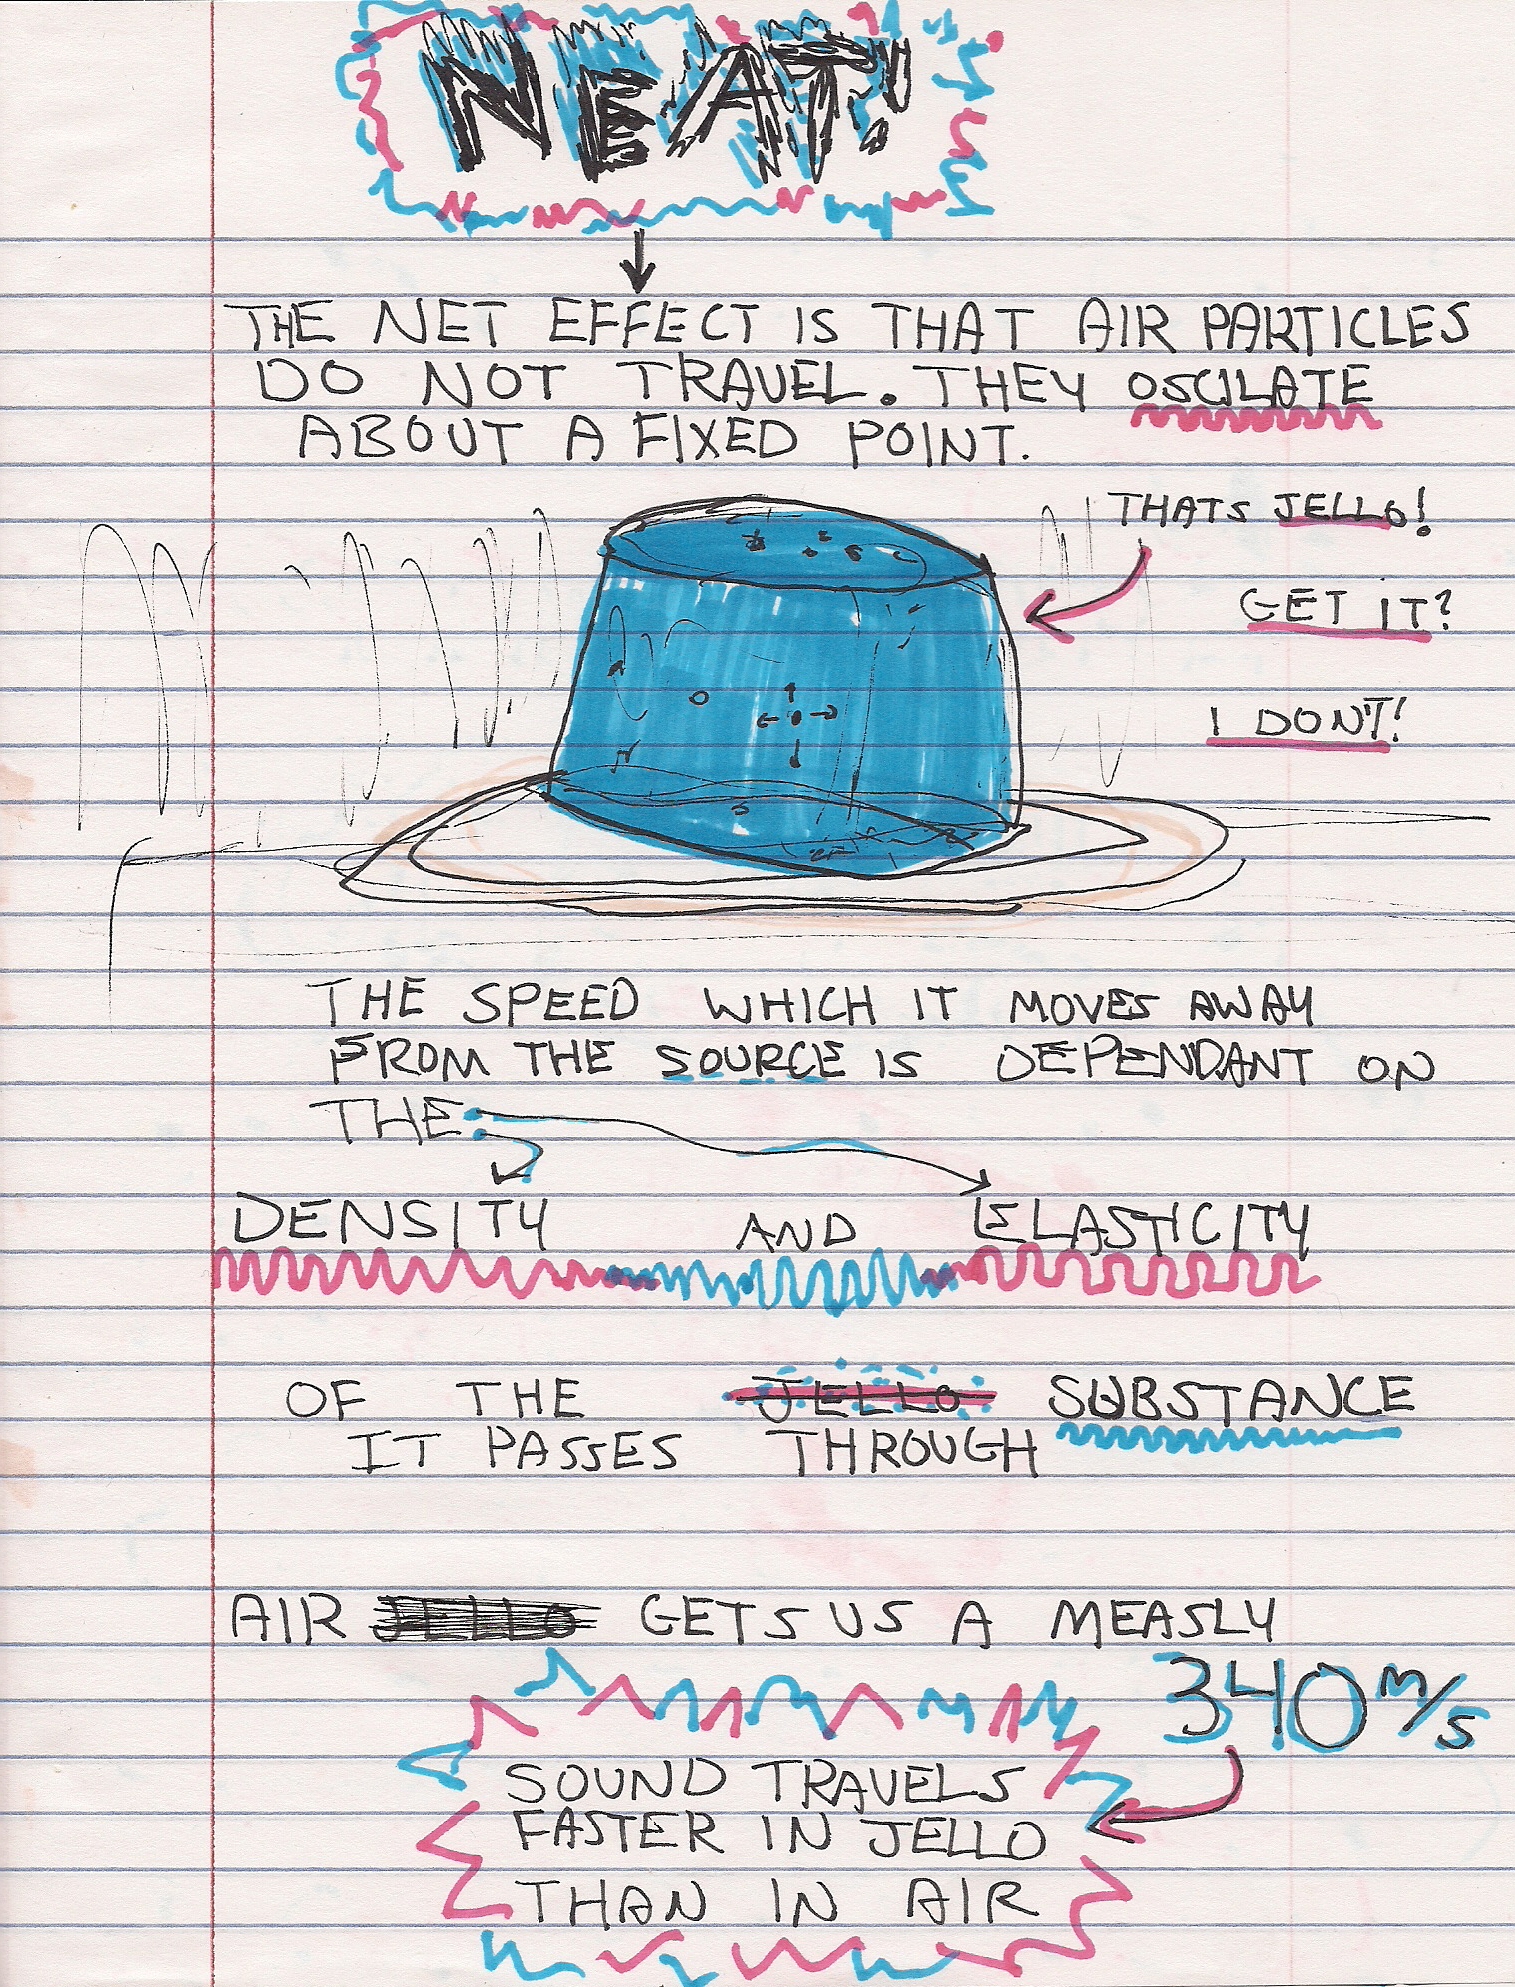 NEAT!
THE NET EFFECT IS THAT AIR PARTICLES
DO NOT TRAVEL. THEY OSCILATE
ABOUT A FIXED POINT.
THATS JELLO!
GET IT?
I DON'T!
THE SPEED WHICH IT MOVES AWAY
FROM THE SOURCE IS DEPENDANT ON
THE:
DENSITY AND ELASTICITY
OF THE JELLO SUBSTANCE
IT PASSES THROUGH
AIR JELLO GETS US A MEASLY
340 m/s
SOUND TRAVELS
FASTER IN JELLO
THAN IN AIR